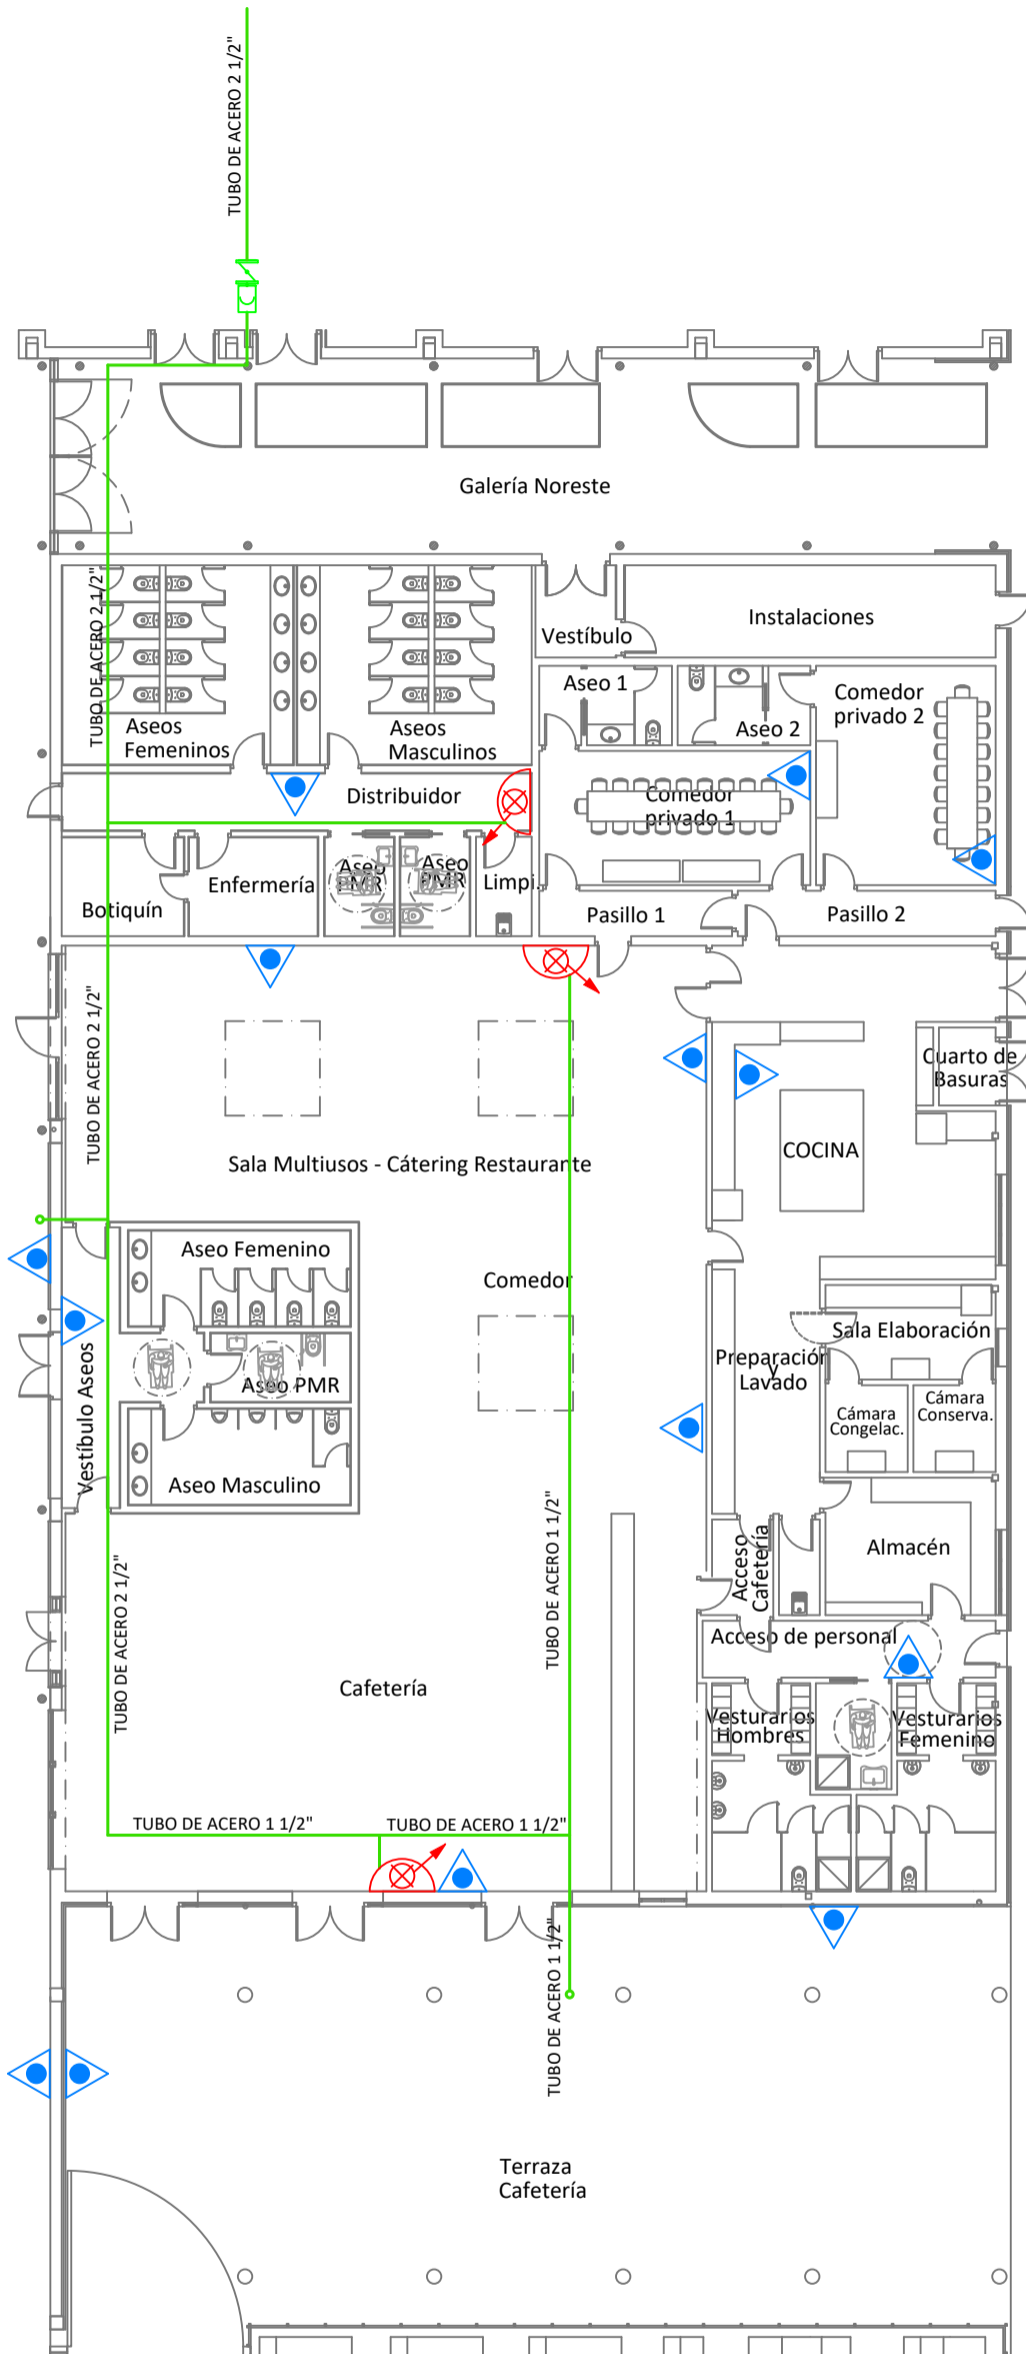 TUBO DE ACERO 2 1/2"
Galería Noreste
TUBO DE ACERO 2 1/2"
Vestíbulo
Instalaciones
Aseo 1
Aseo 2
Comedor
privado 2
Aseos
Femeninos
Aseos
Masculinos
Distribuidor
Comedor
privado 1
Botiquín
Enfermería
Aseo
PMR
Aseo
PMR
Limpi.
Pasillo 1
Pasillo 2
TUBO DE ACERO 2 1/2"
Cuarto de
Basuras
COCINA
Sala Multiusos - Cátering Restaurante
Aseo Femenino
Comedor
Sala Elaboración
Preparación
y
Lavado
Vestíbulo Aseos
Aseo PMR
Cámara
Congelac.
Cámara
Conserva.
Aseo Masculino
TUBO DE ACERO 2 1/2"
TUBO DE ACERO 1 1/2"
Acceso
Cafetería
Almacén
Acceso de personal
Cafetería
Vesturarios
Hombres
Vesturarios
Femenino
TUBO DE ACERO 1 1/2"
TUBO DE ACERO 1 1/2"
TUBO DE ACERO 1 1/2"
Terraza
Cafetería